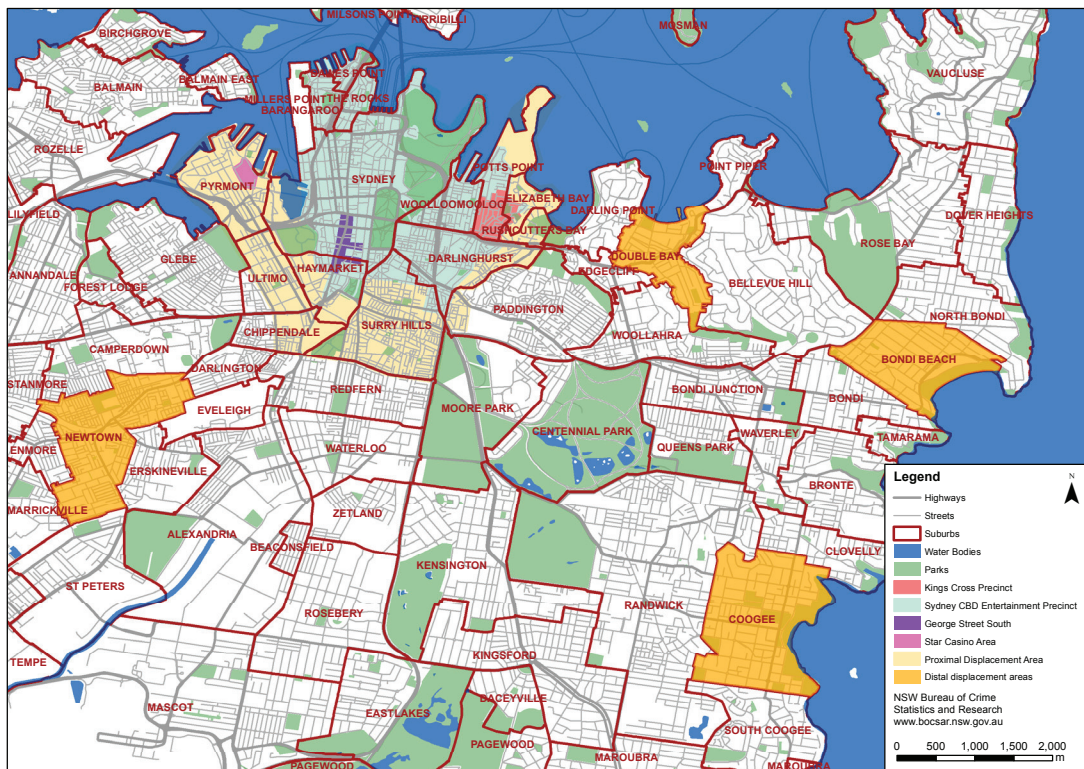 MILSONS POINT
KIRRIBILLI
MOSMAN
BIRCHGROVE
BALMAIN
BALMAIN EAST
DAWES POINT
MILLERS POINT
THE ROCKS
BARANGAROO
VAUCLUSE
ROZELLE
PYRMONT
SYDNEY
POTTS POINT
POINT PIPER
WOOLLOOMOOLOO
ELIZABETH BAY
DARLING POINT
RUSHCUTTERS BAY
DOVER HEIGHTS
LILYFIELD
ROSE BAY
GLEBE
ANNANDALE
FOREST LODGE
ULTIMO
HAYMARKET
DARLINGHURST
EDGECLIFF
DOUBLE BAY
BELLEVUE HILL
PADDINGTON
NORTH BONDI
CHIPPENDALE
SURRY HILLS
WOOLLAHRA
CAMPERDOWN
BONDI BEACH
STANMORE
DARLINGTON
REDFERN
BONDI JUNCTION
BONDI
EVELEIGH
MOORE PARK
CENTENNIAL PARK
NEWTOWN
WATERLOO
QUEENS PARK
WAVERLEY
TAMARAMA
ENMORE
ERSKINEVILLE
BRONTE
MARRICKVILLE
ZETLAND
ALEXANDRIA
BEACONSFIELD
CLOVELLY
ST PETERS
KENSINGTON
ROSEBERY
RANDWICK
COOGEE
TEMPE
KINGSFORD
MASCOT
EASTLAKES
DACEYVILLE
SOUTH COOGEE
PAGEWOOD
MAROUBRA
PAGEWOOD
MAROUBRA
Legend
N
Highways
Streets
Suburbs
Water Bodies
Parks
Kings Cross Precinct
Sydney CBD Entertainment Precinct
George Street South
Star Casino Area
Proximal Displacement Area
Distal displacement areas
NSW Bureau of Crime
Statistics and Research
www.bocsar.nsw.gov.au
0 500 1,000 1,500 2,000
m